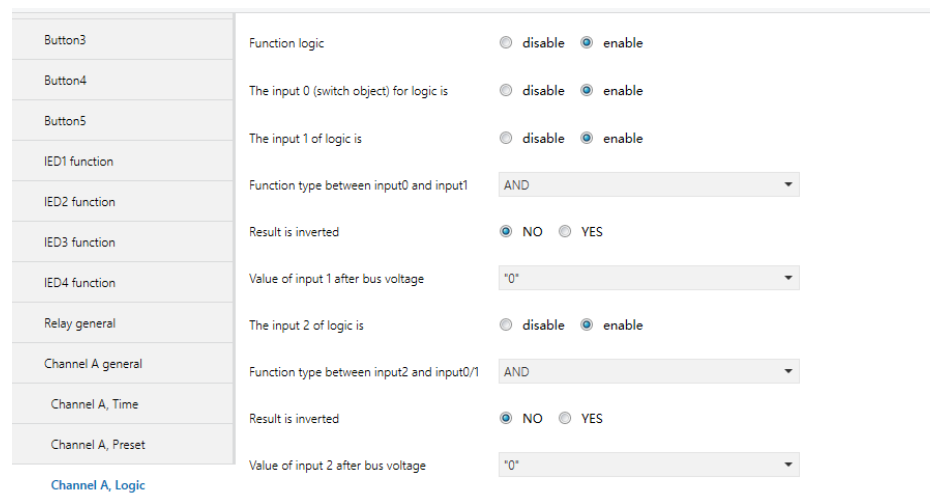 Button3
Button4
Button5
IED1 function
IED2 function
IED3 function
IED4 function
Relay general
Channel A general
Channel A, Time
Channel A, Preset
Channel A, Logic
Function logic disable enable
The input 0 (switch object) for logic is disable enable
The input 1 of logic is disable enable
Function type between input0 and input1 AND
Result is inverted NO YES
Value of input 1 after bus voltage "0"
The input 2 of logic is disable enable
Function type between input2 and input0/1 AND
Result is inverted NO YES
Value of input 2 after bus voltage "0"